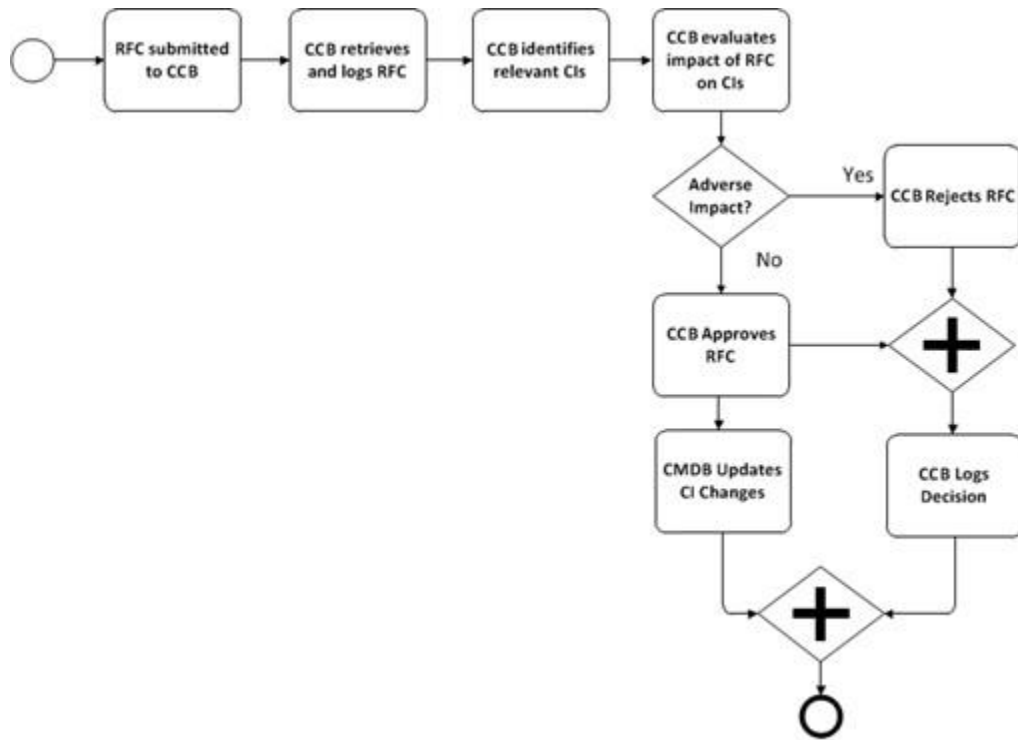 RFC submitted
to CCB
CCB retrieves
and logs RFC
CCB identifies
relevant CIs
CCB evaluates
impact of RFC
on CIs
Adverse
Impact?
Yes
CCB Rejects RFC
No
CCB Approves
RFC
CMDB Updates
CI Changes
CCB Logs
Decision